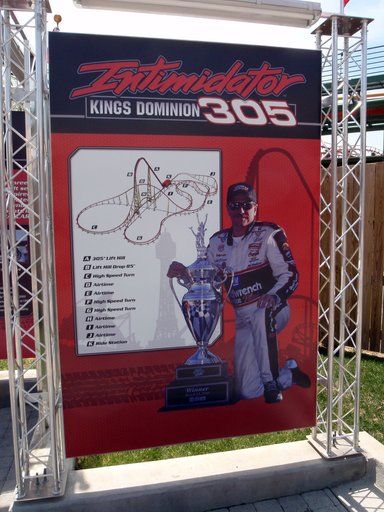 Intimidator
KINGS DOMINION 305
A 305' Lift Hill
B Lift Hill Drop 85°
C High Speed Turn
D Airtime
E Airtime
F High Speed Turn
G High Speed Turn
H Airtime
I Airtime
J Airtime
K Ride Station
wrench
Winner